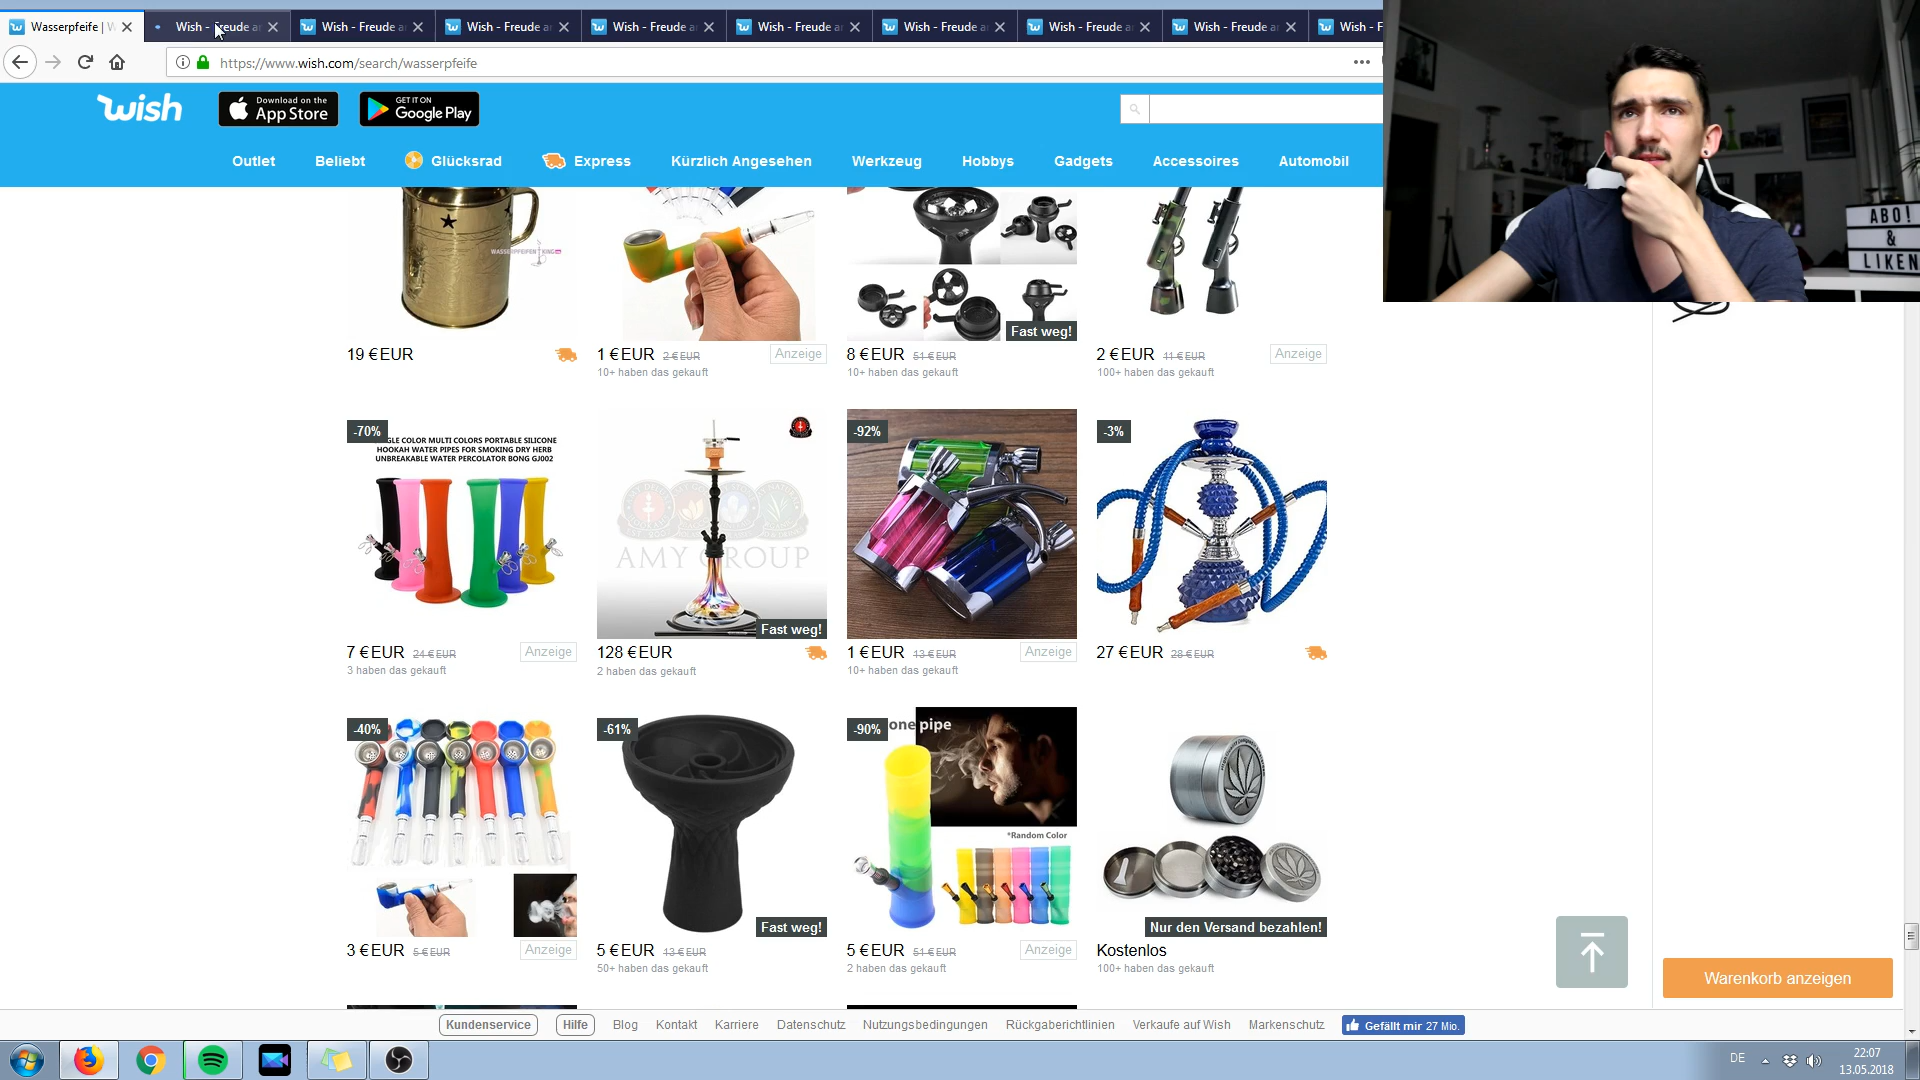 Wasserpfeife | W
Wish - Freude a
Wish - Freude a
Wish - Freude a
Wish - Freude a
Wish - Freude a
Wish - Freude a
Wish - Freude a
Wish - Freude a
Wish - F
https://www.wish.com/search/wasserpfeife
wish
Download on the
App Store
GET IT ON
Google Play
Outlet
Beliebt
Glücksrad
Express
Kürzlich Angesehen
Werkzeug
Hobbys
Gadgets
Accessoires
Automobil
ABO!
&
LIKEN
WASSERPFEIFEN KING
Fast weg!
19 €EUR
1 €EUR 2 €EUR
Anzeige
10+ haben das gekauft
8 €EUR 51 €EUR
10+ haben das gekauft
2 €EUR 11 €EUR
Anzeige
100+ haben das gekauft
-70%
GLE COLOR MULTI COLORS PORTABLE SILICONE
HOOKAH WATER PIPES FOR SMOKING DRY HERB
UNBREAKABLE WATER PERCOLATOR BONG GJ002
AMY GROUP
Fast weg!
-92%
-3%
7 €EUR 24 €EUR
Anzeige
3 haben das gekauft
128 €EUR
2 haben das gekauft
1 €EUR 13 €EUR
Anzeige
10+ haben das gekauft
27 €EUR 28 €EUR
-40%
-61%
Fast weg!
-90%
one pipe
*Random Color
Nur den Versand bezahlen!
3 €EUR 5 €EUR
Anzeige
5 €EUR 13 €EUR
50+ haben das gekauft
5 €EUR 51 €EUR
Anzeige
2 haben das gekauft
Kostenlos
100+ haben das gekauft
Warenkorb anzeigen
Kundenservice
Hilfe
Blog
Kontakt
Karriere
Datenschutz
Nutzungsbedingungen
Rückgaberichtlinien
Verkaufe auf Wish
Markenschutz
Gefällt mir 27 Mio.
DE
22:07
13.05.2018